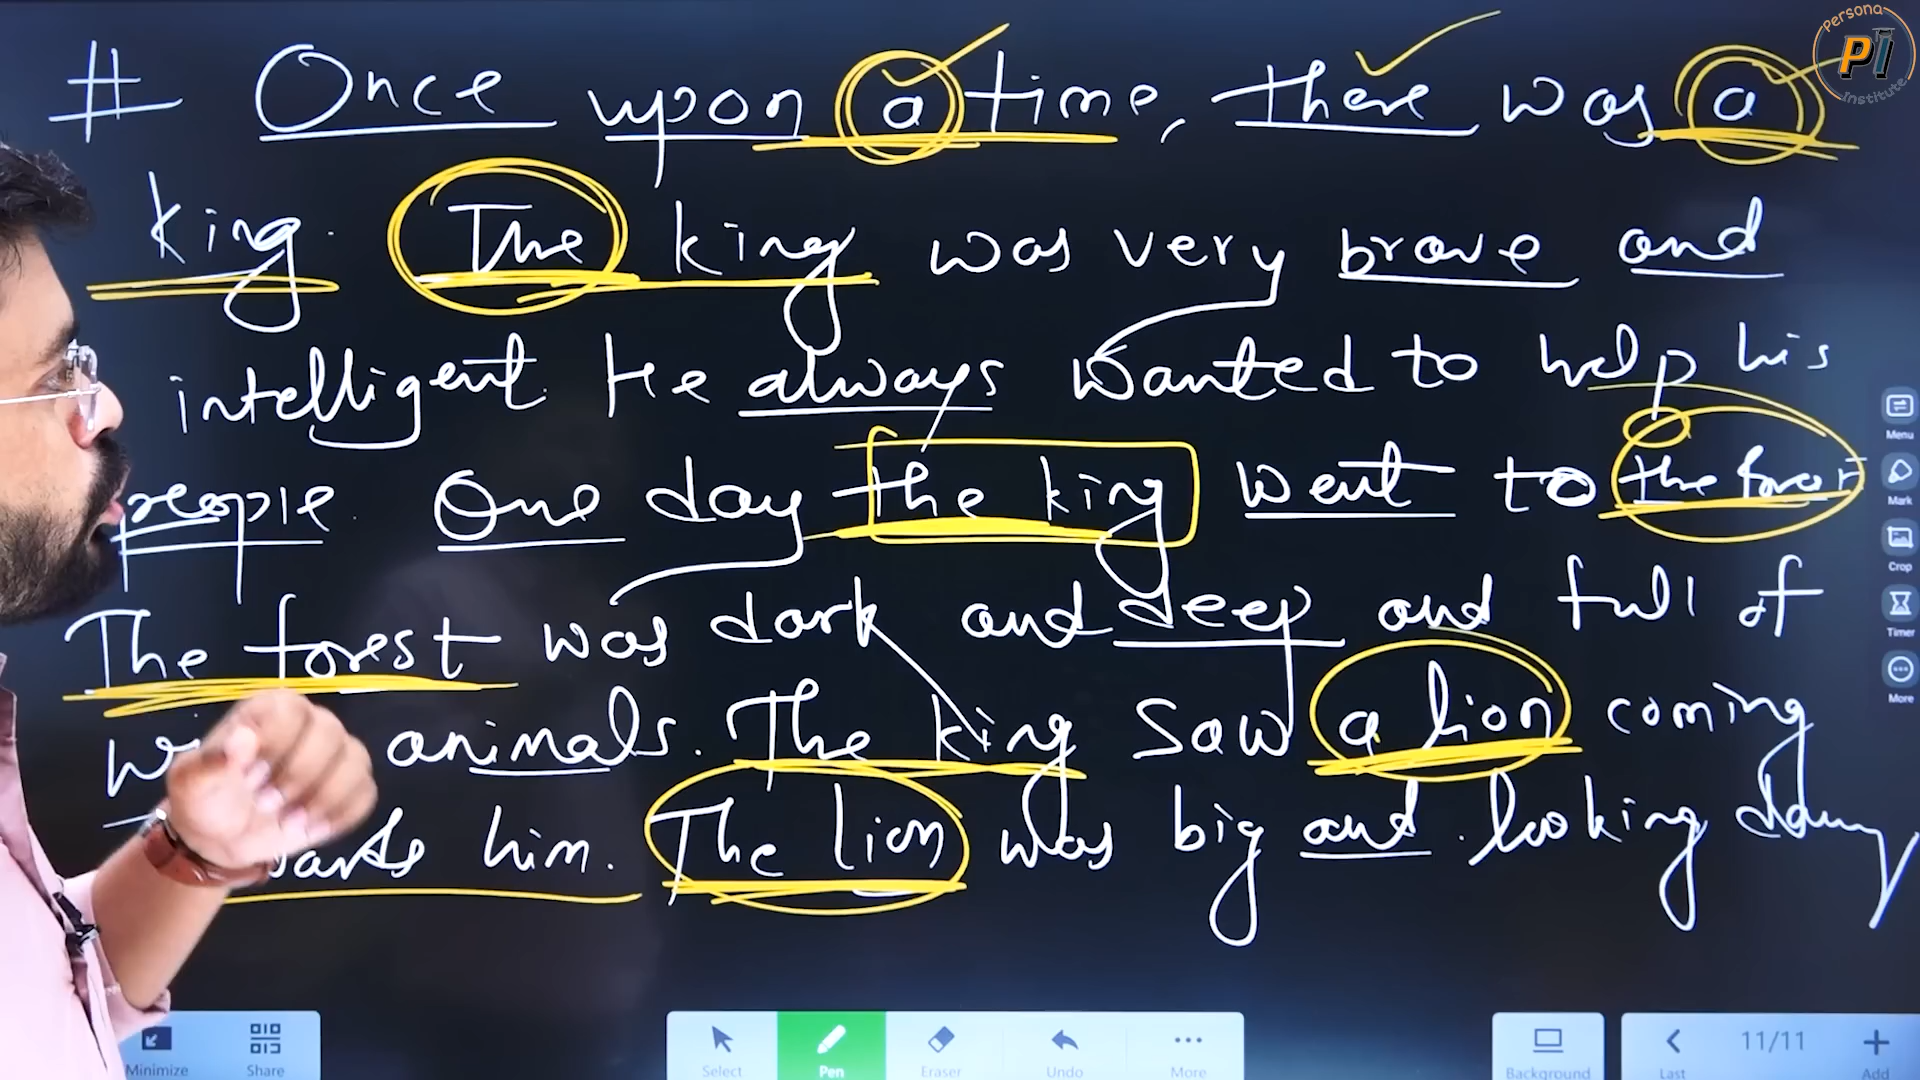 # Once upon a time, there was a
king. The king was very brave and
intelligent. He always wanted to help his
people. One day the king went to the forest
The forest was dark and deep and full of
animals. The king saw a lion coming
him. The lion was big and looking
Persona
PI
Institute
Menu
Mark
Crop
Timer
More
Minimize
Share
Select
Pen
Eraser
Undo
More
Background
11/11
Last
Add